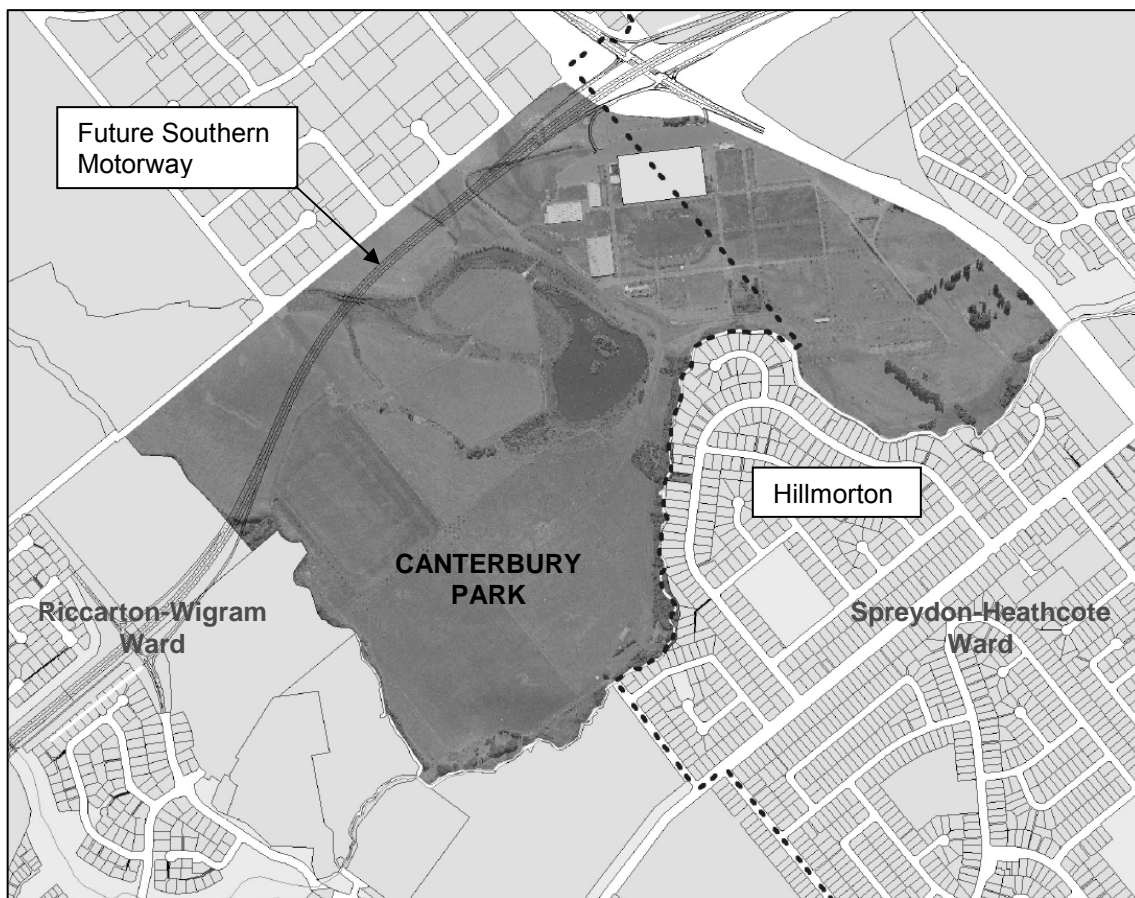 Future Southern
Motorway
Hillmorton
CANTERBURY
PARK
Riccarton-Wigram
Ward
Spreydon-Heathcote
Ward